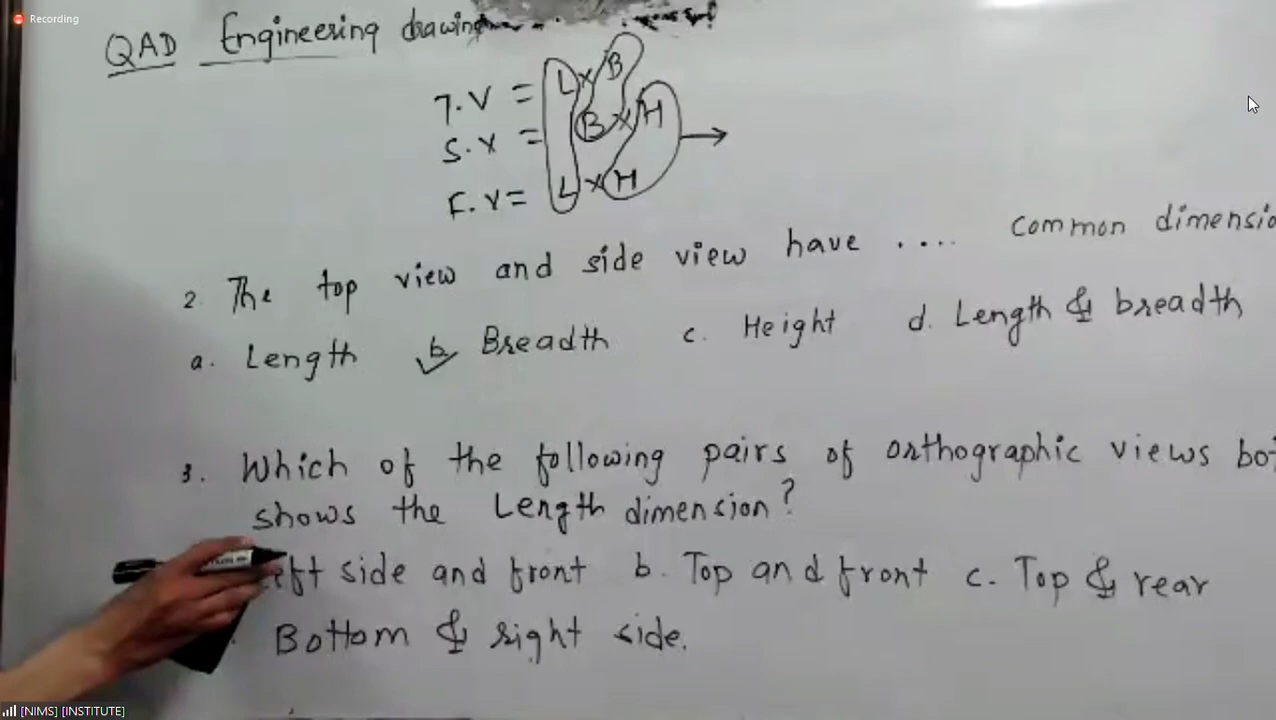 Recording
QAD Engineering drawing
T.V = L x B
S.V = B x H
F.V = L x H
2. The top view and side view have .... common dimensio
a. Length b. Breadth c. Height d. Length & breadth
3. Which of the following pairs of orthographic views bot
shows the Length dimension?
eft side and front b. Top and front c. Top & rear
Bottom & right side.
[NIMS] [INSTITUTE]